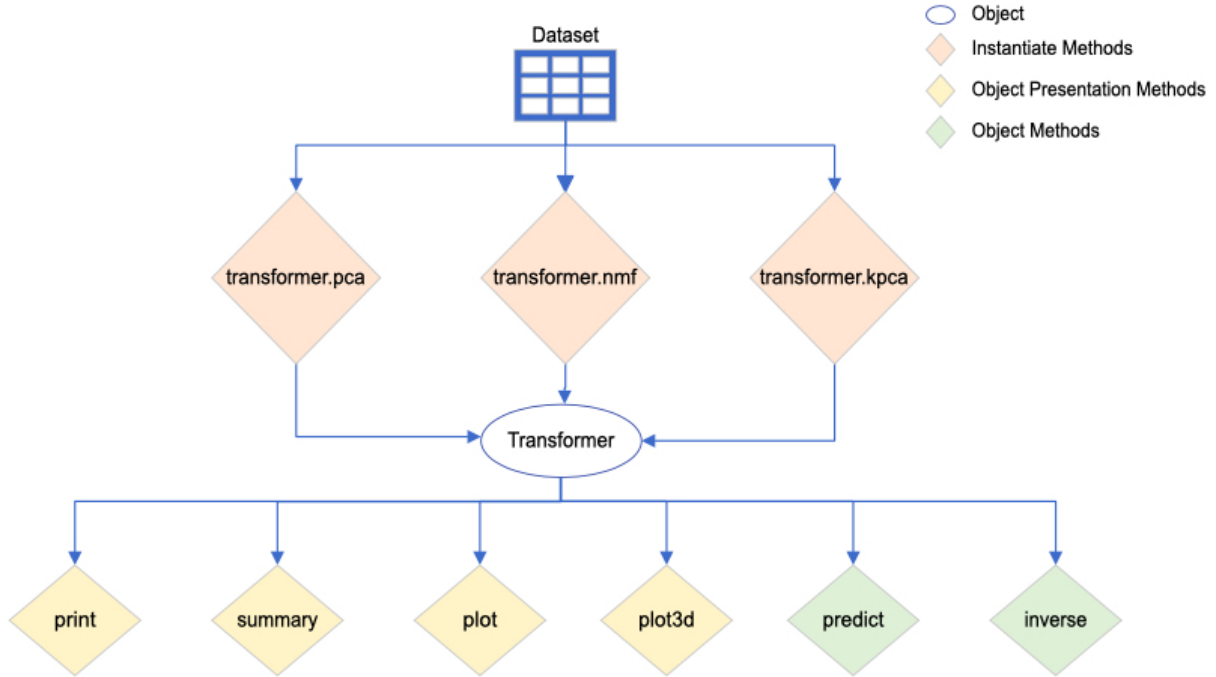 Object
Dataset
Instantiate Methods
Object Presentation Methods
Object Methods
transformer.pca
transformer.nmf
transformer.kpca
Transformer
print
summary
plot
plot3d
predict
inverse